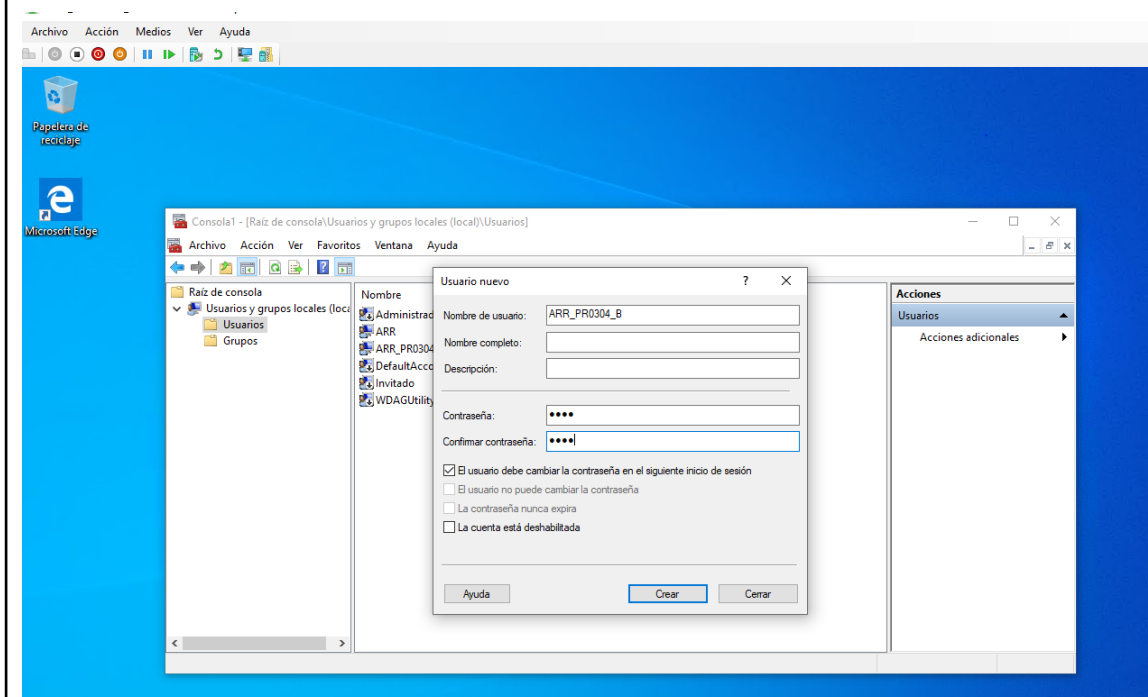 Archivo Acción Medios Ver Ayuda
Papelera de
reciclaje
Microsoft Edge
Consola1 - [Raíz de consola\Usuarios y grupos locales (local)\Usuarios]
Archivo Acción Ver Favoritos Ventana Ayuda
Raíz de consola
Usuarios y grupos locales (loca
Usuarios
Grupos
Nombre
Administrad
ARR
ARR_PR0304
DefaultAcco
Invitado
WDAGUtility
Usuario nuevo
Nombre de usuario: ARR_PR0304_B
Nombre completo:
Descripción:
Contraseña: ••••
Confirmar contraseña: ••••
El usuario debe cambiar la contraseña en el siguiente inicio de sesión
El usuario no puede cambiar la contraseña
La contraseña nunca expira
La cuenta está deshabilitada
Ayuda Crear Cerrar
Acciones
Usuarios
Acciones adicionales